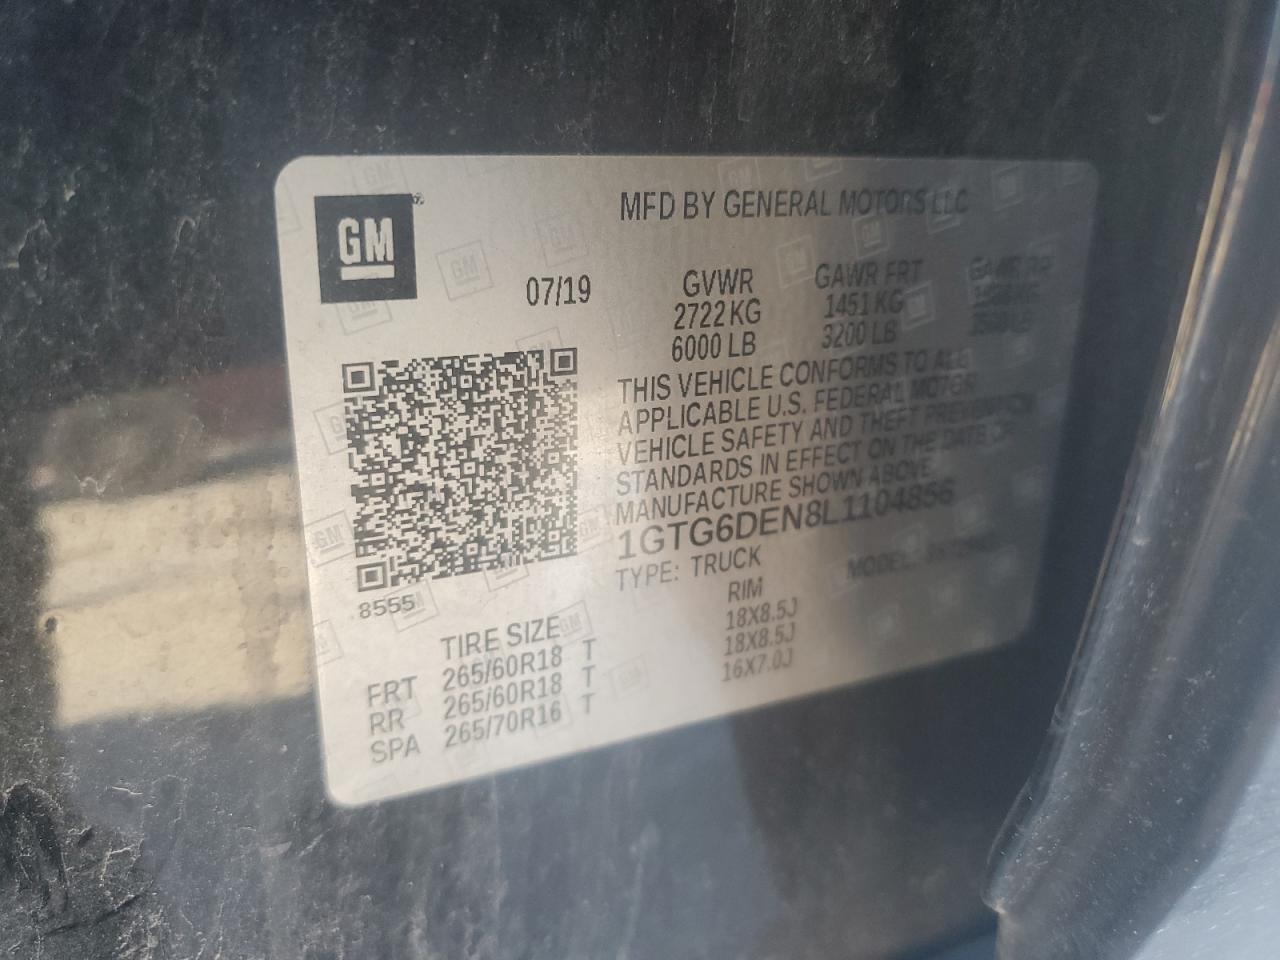 GM
MFD BY GENERAL MOTORS LLC
07/19
GVWR GAWR FRT GAWR RR
2722 KG 1451 KG
6000 LB 3200 LB
THIS VEHICLE CONFORMS TO ALL
APPLICABLE U.S. FEDERAL MOTOR
VEHICLE SAFETY AND THEFT PREVENTION
STANDARDS IN EFFECT ON THE DATE OF
MANUFACTURE SHOWN ABOVE.
1GTG6DEN8L1104856
TYPE: TRUCK MODEL:
8555
TIRE SIZE RIM
FRT 265/60R18 T 18X8.5J
RR 265/60R18 T 18X8.5J
SPA 265/70R16 T 16X7.0J